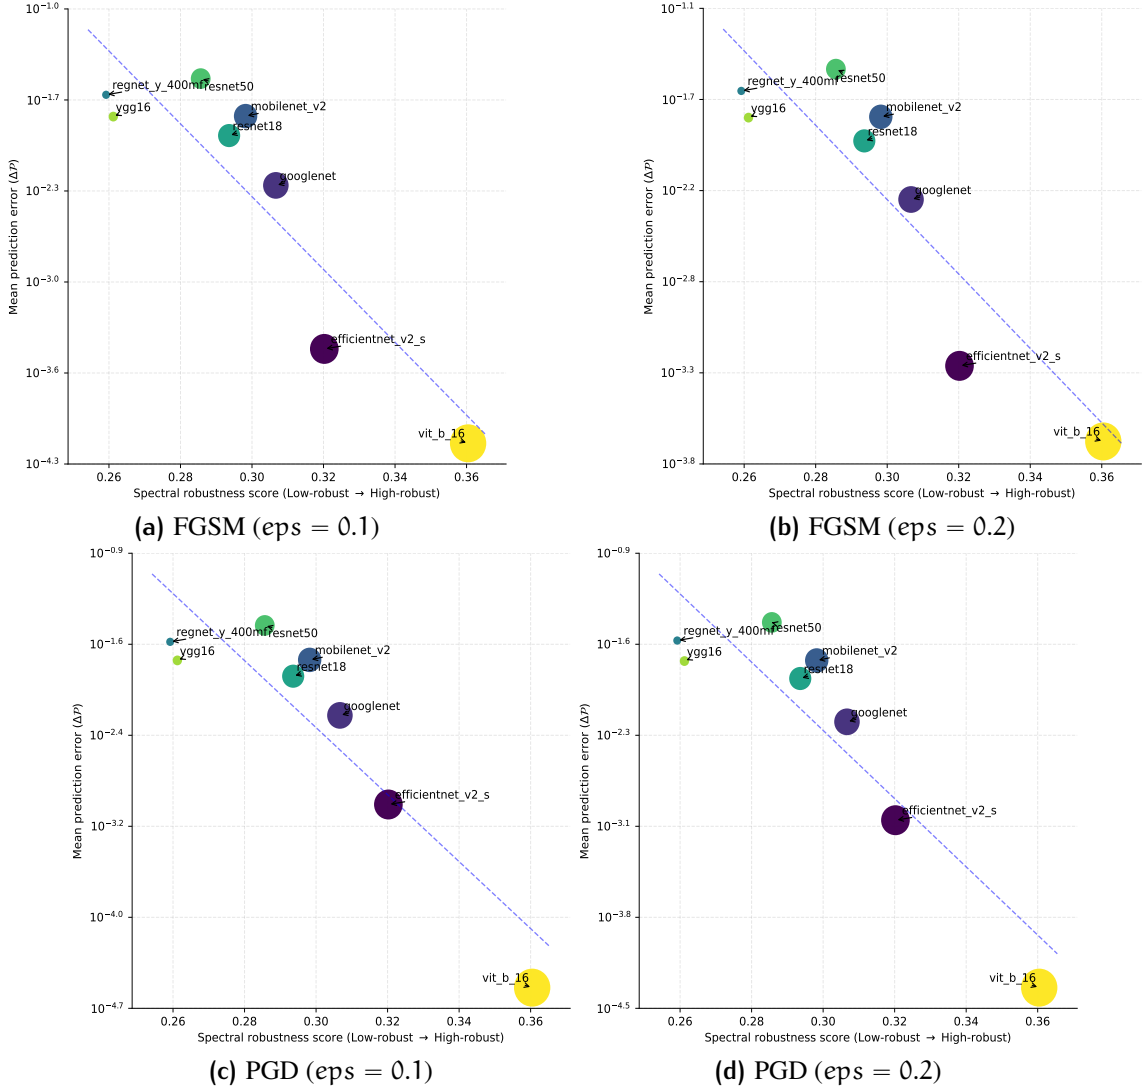 10^−1.0
10^−1.7
10^−2.3
10^−3.0
10^−3.6
10^−4.3
Mean prediction error (Δ𝒫)
regnet_y_400mf
resnet50
vgg16
mobilenet_v2
resnet18
googlenet
efficientnet_v2_s
vit_b_16
0.26 0.28 0.30 0.32 0.34 0.36
Spectral robustness score (Low-robust → High-robust)
(a) FGSM (eps = 0.1)
10^−1.1
10^−1.7
10^−2.2
10^−2.8
10^−3.3
10^−3.8
Mean prediction error (Δ𝒫)
resnet50
regnet_y_400mf
vgg16
mobilenet_v2
resnet18
googlenet
efficientnet_v2_s
vit_b_16
0.26 0.28 0.30 0.32 0.34 0.36
Spectral robustness score (Low-robust → High-robust)
(b) FGSM (eps = 0.2)
10^−0.9
10^−1.6
10^−2.4
10^−3.2
10^−4.0
10^−4.7
Mean prediction error (Δ𝒫)
regnet_y_400mf
resnet50
vgg16
mobilenet_v2
resnet18
googlenet
efficientnet_v2_s
vit_b_16
0.26 0.28 0.30 0.32 0.34 0.36
Spectral robustness score (Low-robust → High-robust)
(c) PGD (eps = 0.1)
10^−0.9
10^−1.6
10^−2.3
10^−3.1
10^−3.8
10^−4.5
Mean prediction error (Δ𝒫)
regnet_y_400mf
resnet50
vgg16
mobilenet_v2
resnet18
googlenet
efficientnet_v2_s
vit_b_16
0.26 0.28 0.30 0.32 0.34 0.36
Spectral robustness score (Low-robust → High-robust)
(d) PGD (eps = 0.2)